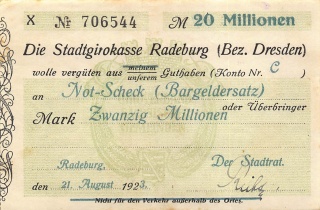 X № 706544 M 20 Millionen
Die Stadtgirokasse Radeburg (Bez. Dresden)
wolle vergüten aus meinem unserem Guthaben (Konto Nr. C )
an Not-Scheck (Bargeldersatz) oder Überbringer
Mark Zwanzig Millionen
Radeburg, Der Stadtrat.
den 21. August 1923.
Nicht für den Verkehr ausserhalb des Ortes.